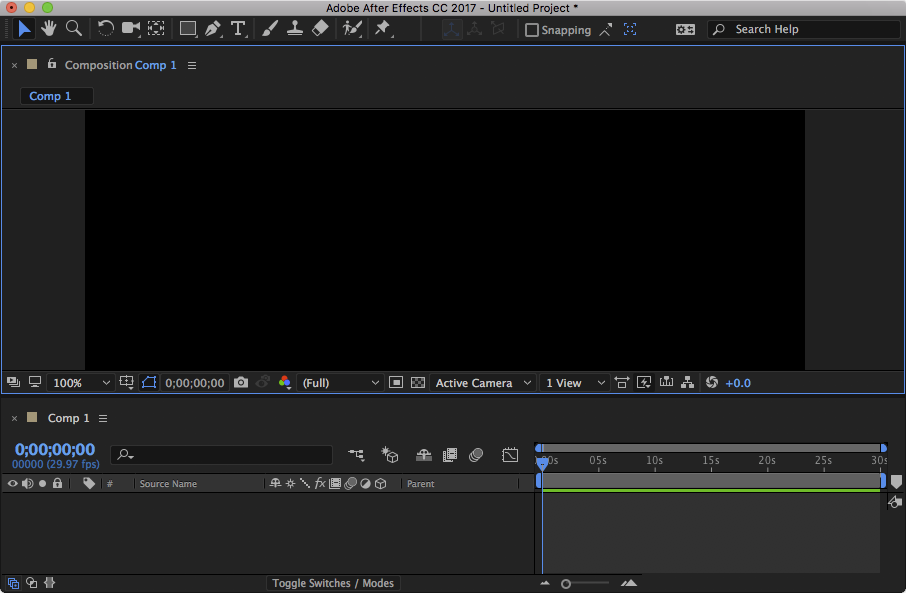 Adobe After Effects CC 2017 - Untitled Project *
T Snapping Search Help
× Composition Comp 1
Comp 1
100% 0;00;00;00 (Full) Active Camera 1 View +0.0
× Comp 1
0;00;00;00
00000 (29.97 fps)
:00s 05s 10s 15s 20s 25s 30s
# Source Name fx Parent
Toggle Switches / Modes